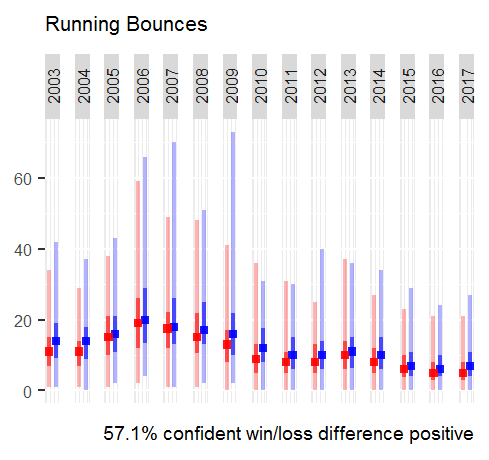 Running Bounces
2003 2004 2005 2006 2007 2008 2009 2010 2011 2012 2013 2014 2015 2016 2017
60
40
20
0
57.1% confident win/loss difference positive